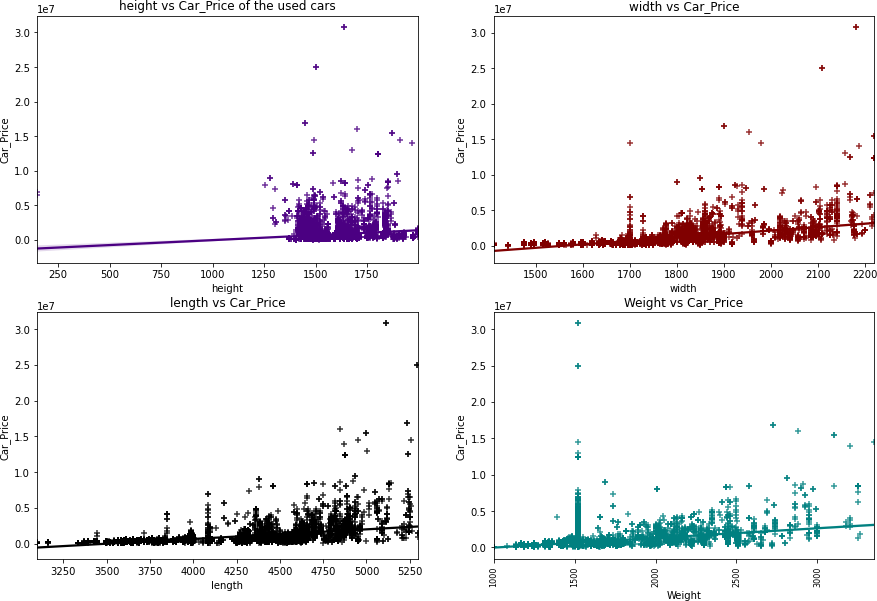 height vs Car_Price of the used cars
1e7
3.0
2.5
2.0
1.5
1.0
0.5
0.0
Car_Price
250 500 750 1000 1250 1500 1750
height
width vs Car_Price
1e7
3.0
2.5
2.0
1.5
1.0
0.5
0.0
Car_Price
1500 1600 1700 1800 1900 2000 2100 2200
width
length vs Car_Price
1e7
3.0
2.5
2.0
1.5
1.0
0.5
0.0
Car_Price
3250 3500 3750 4000 4250 4500 4750 5000 5250
length
Weight vs Car_Price
1e7
3.0
2.5
2.0
1.5
1.0
0.5
0.0
Car_Price
1000 1500 2000 2500 3000
Weight